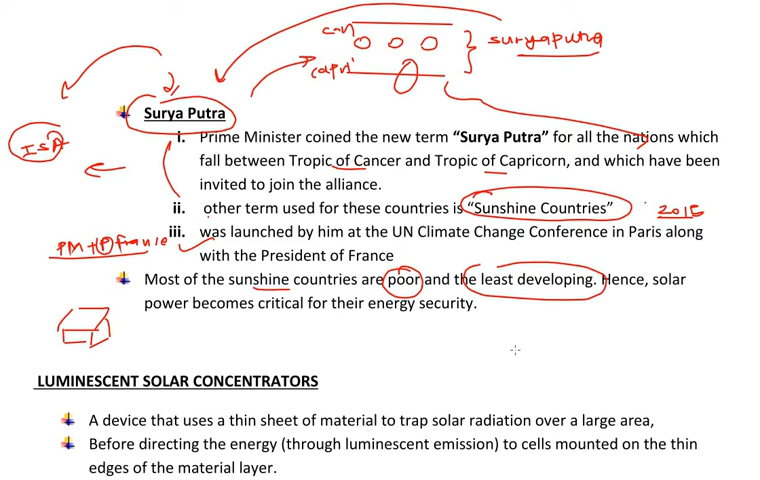 can
suryaputra
capri
Surya Putra
ISA
i. Prime Minister coined the new term “Surya Putra” for all the nations which
fall between Tropic of Cancer and Tropic of Capricorn, and which have been
invited to join the alliance.
ii. other term used for these countries is “Sunshine Countries”
2015
iii. was launched by him at the UN Climate Change Conference in Paris along
PM + P france
with the President of France
Most of the sunshine countries are poor and the least developing. Hence, solar
power becomes critical for their energy security.
LUMINESCENT SOLAR CONCENTRATORS
A device that uses a thin sheet of material to trap solar radiation over a large area,
Before directing the energy (through luminescent emission) to cells mounted on the thin
edges of the material layer.